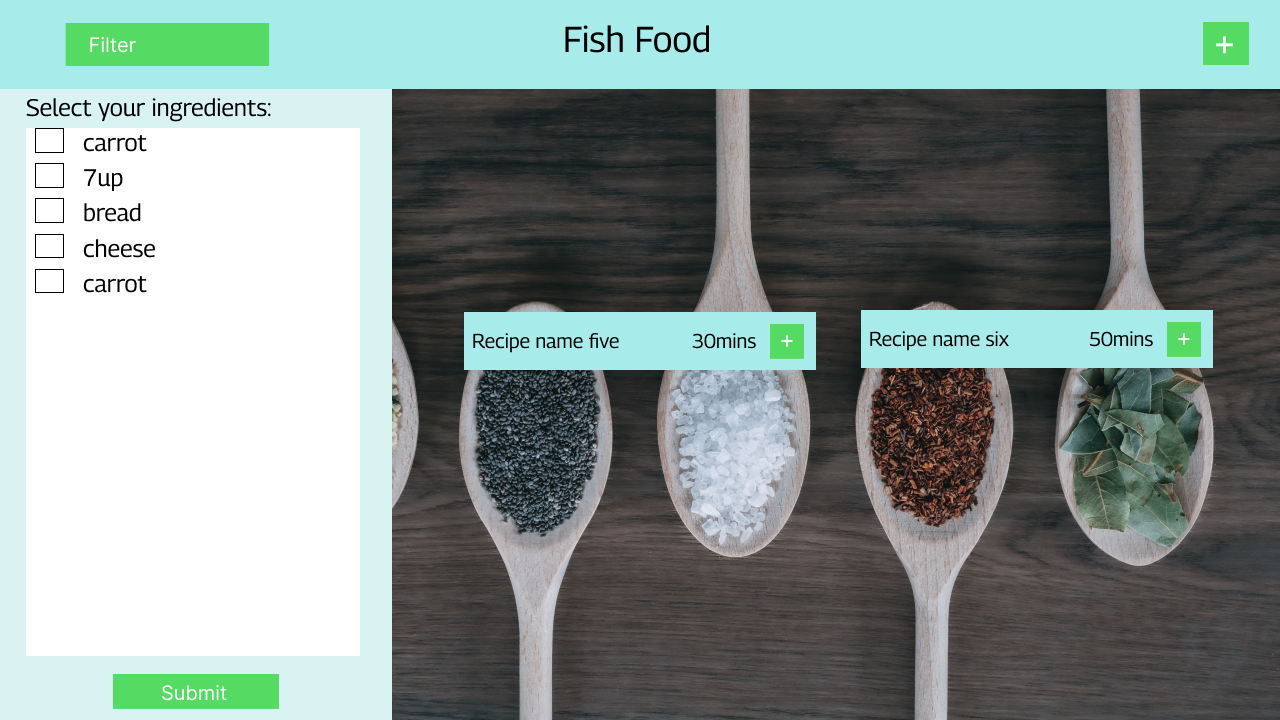 Filter
Fish Food
+
Select your ingredients:
carrot
7up
bread
cheese
carrot
Recipe name five 30mins +
Recipe name six 50mins +
Submit